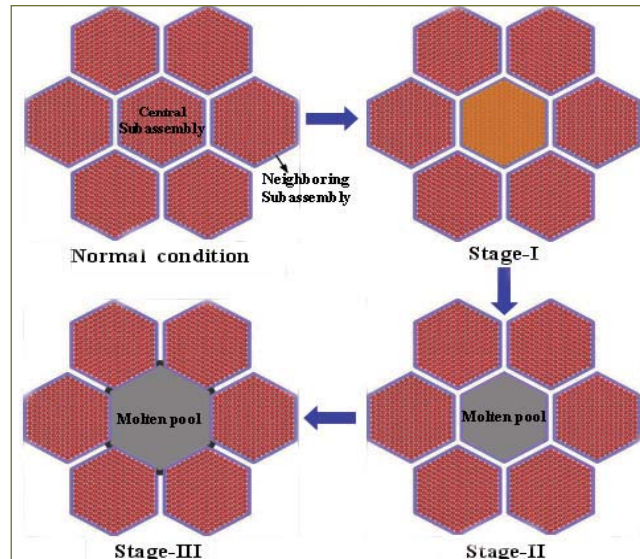 Central
Subassembly
Neighboring
Subassembly
Normal condition
Stage-I
Molten pool
Molten pool
Stage-III
Stage-II